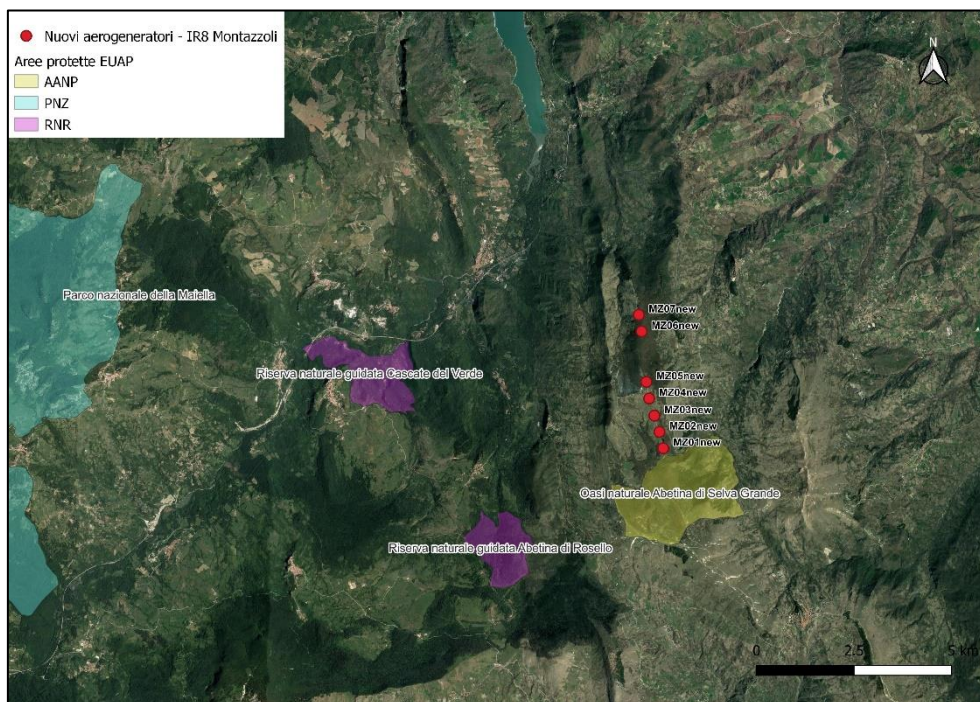 Nuovi aerogeneratori - IR8 Montazzoli
Aree protette EUAP
AANP
PNZ
RNR
N
Parco nazionale della Maiella
MZ07new
MZ06new
Riserva naturale guidata Cascate del Verde
MZ05new
MZ04new
MZ03new
MZ02new
MZ01new
Oasi naturale Abetina di Selva Grande
Riserva naturale guidata Abetina di Rosello
0 2.5 5 km